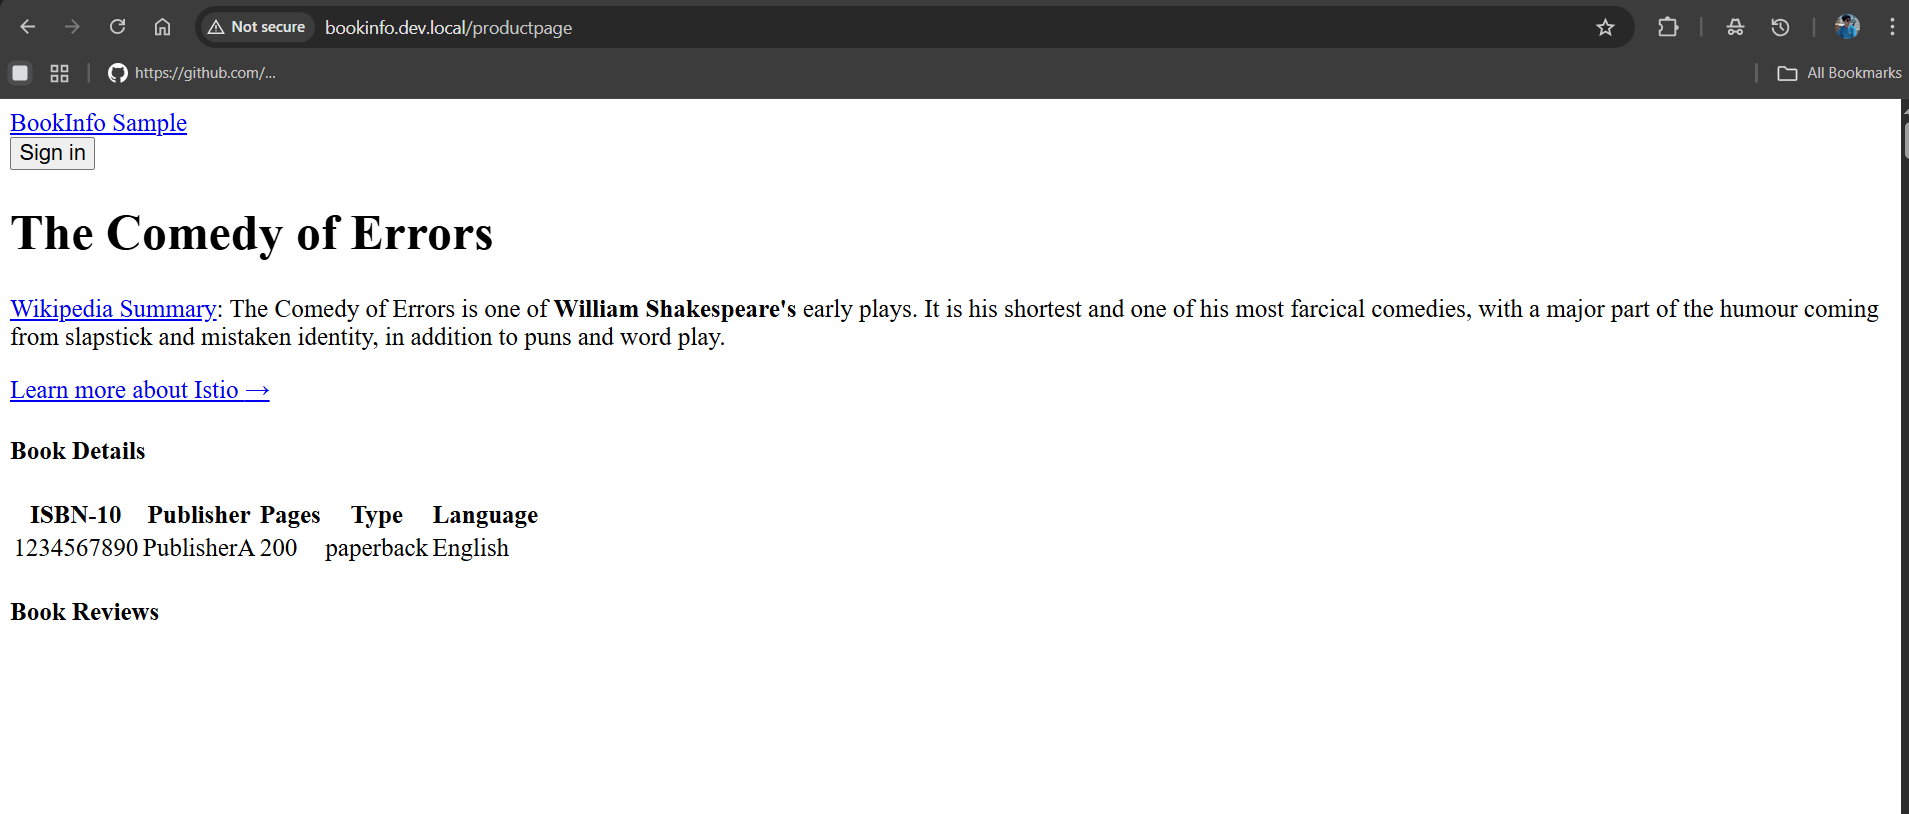 Not secure
bookinfo.dev.local/productpage
https://github.com/...
All Bookmarks
BookInfo Sample
Sign in
The Comedy of Errors
Wikipedia Summary: The Comedy of Errors is one of William Shakespeare's early plays. It is his shortest and one of his most farcical comedies, with a major part of the humour coming
from slapstick and mistaken identity, in addition to puns and word play.
Learn more about Istio →
Book Details
ISBN-10 Publisher Pages Type Language
1234567890 PublisherA 200 paperback English
Book Reviews